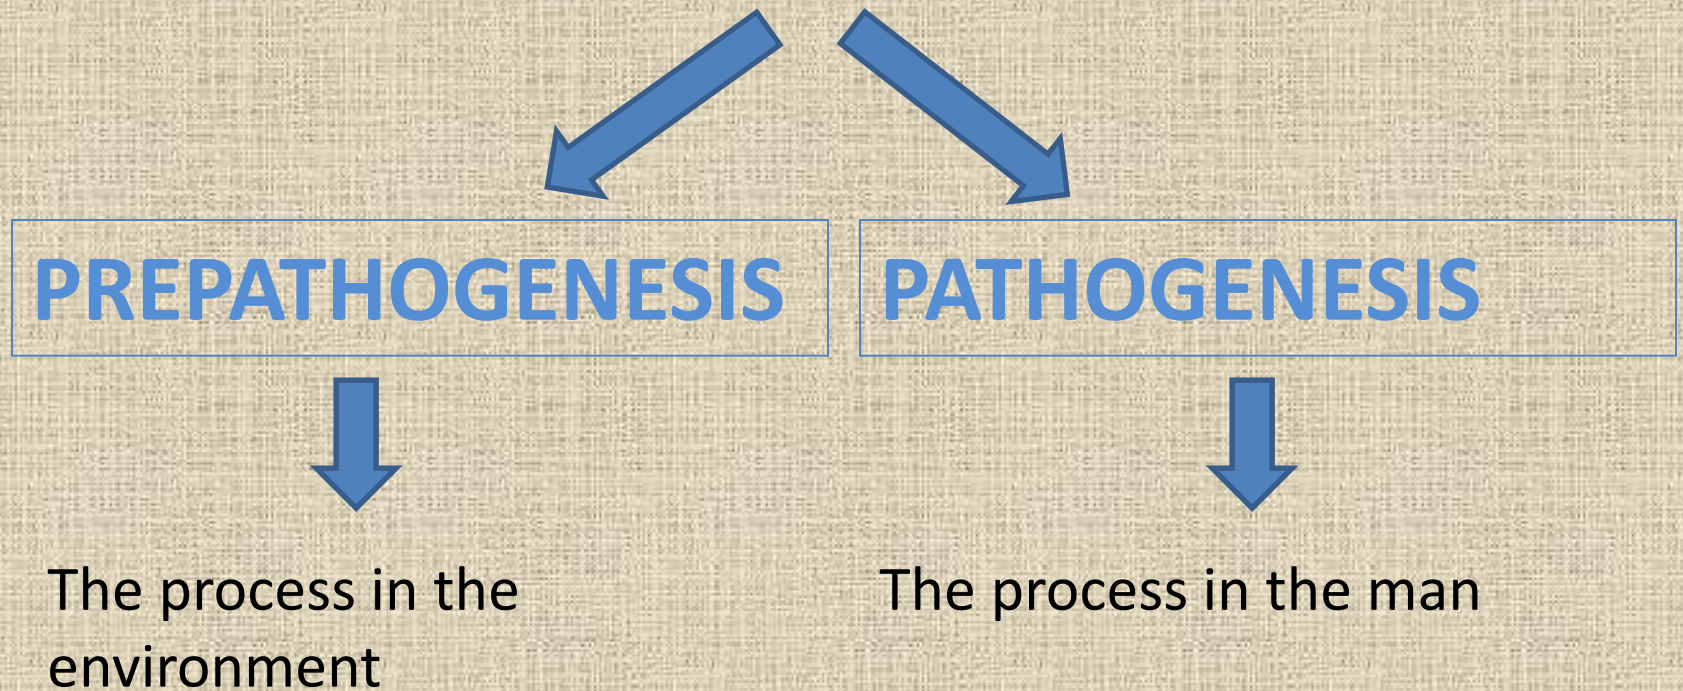 PREPATHOGENESIS
PATHOGENESIS
The process in the
environment
The process in the man